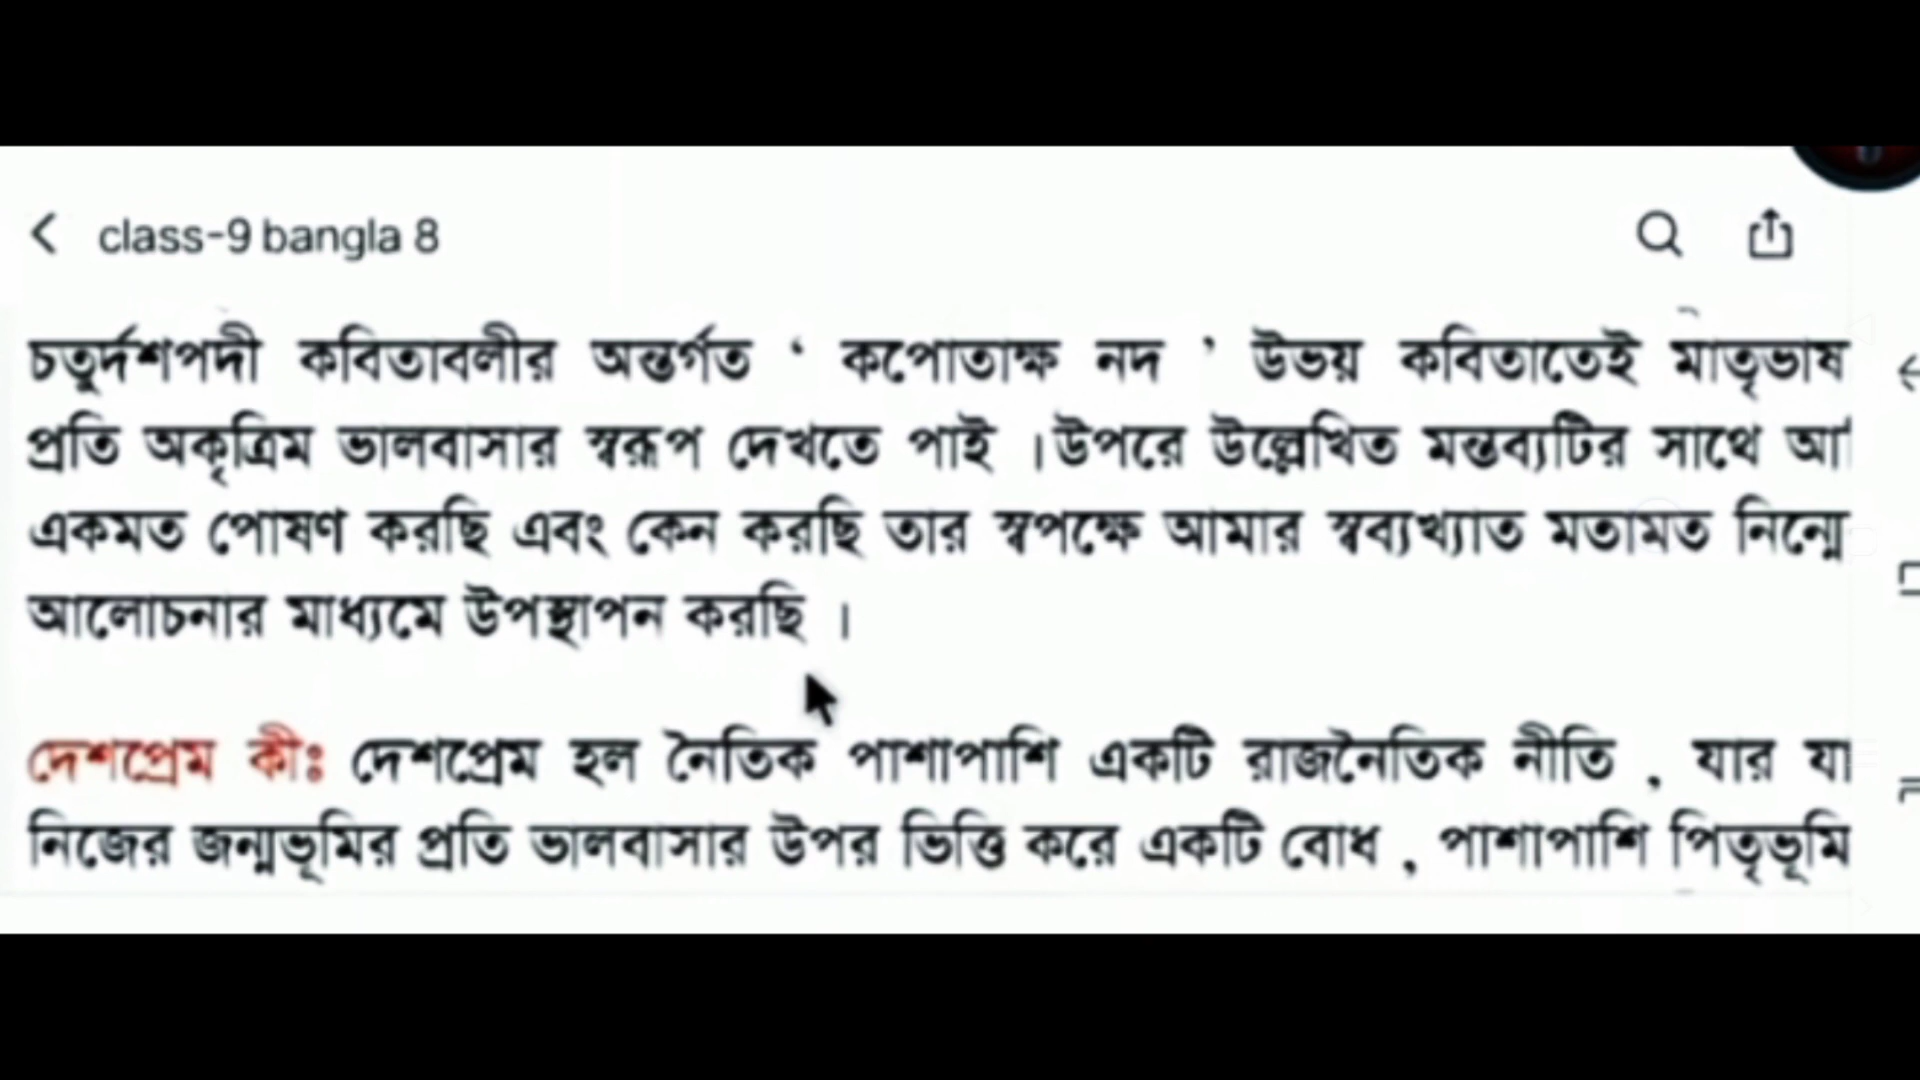 class-9 bangla 8
চতুর্দশপদী কবিতাবলীর অন্তর্গত ‘ কপোতাক্ষ নদ ’ উভয় কবিতাতেই মাতৃভাষ
প্রতি অকৃত্রিম ভালবাসার স্বরূপ দেখতে পাই । উপরে উল্লেখিত মন্তব্যটির সাথে
একমত পোষণ করছি এবং কেন করছি তার স্বপক্ষে আমার স্বব্যখ্যাত মতামত নিন্মে
আলোচনার মাধ্যমে উপস্থাপন করছি ।
দেশপ্রেম কীঃ দেশপ্রেম হল নৈতিক পাশাপাশি একটি রাজনৈতিক নীতি , যার
নিজের জন্মভূমির প্রতি ভালবাসার উপর ভিত্তি করে একটি বোধ , পাশাপাশি পিতৃভূমি